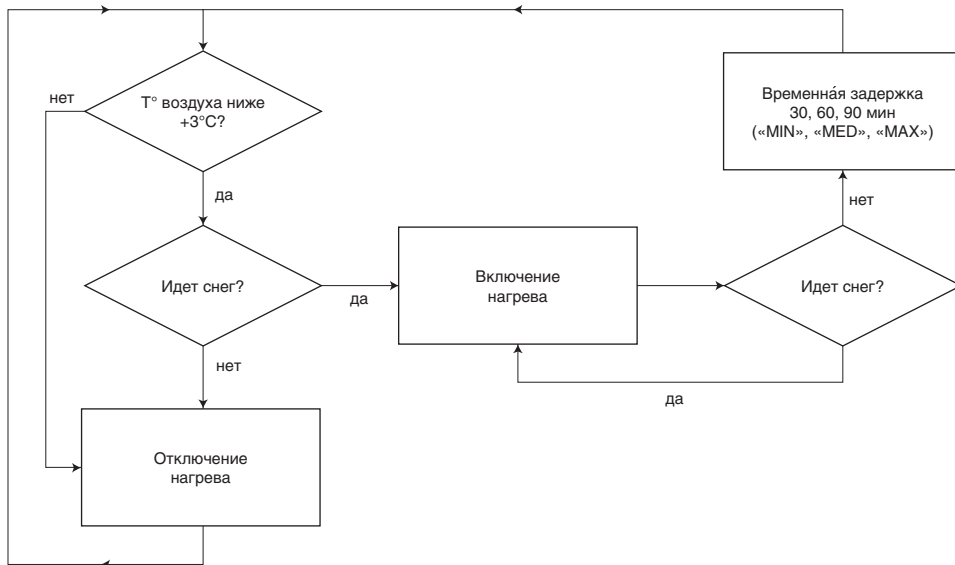 Т° воздуха ниже
+3°C?
нет
да
Идет снег?
да
нет
Отключение
нагрева
Включение
нагрева
Идет снег?
да
нет
Временнáя задержка
30, 60, 90 мин
(«MIN», «MED», «MAX»)